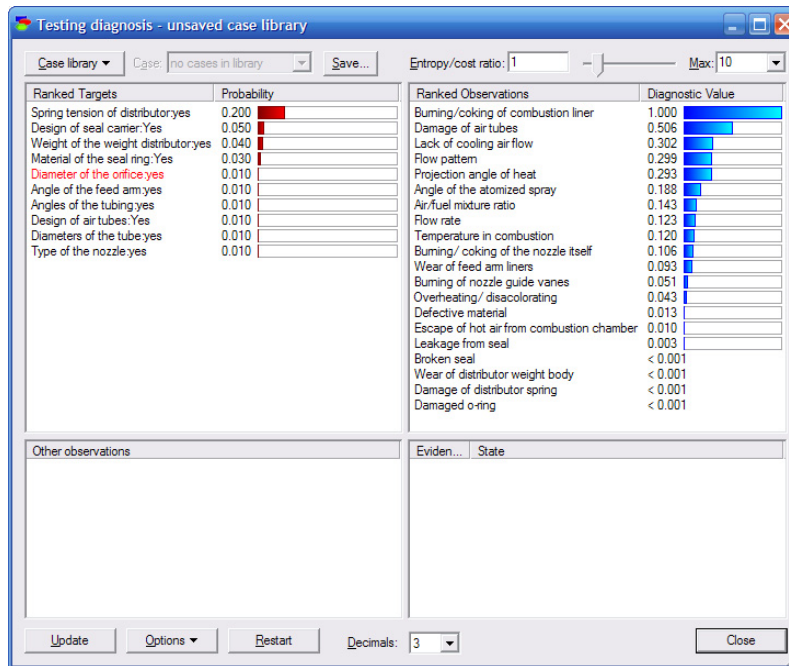 Testing diagnosis - unsaved case library
Case library Case: no cases in library Save... Entropy/cost ratio: 1 Max: 10
Ranked Targets Probability
Spring tension of distributor:yes 0.200
Design of seal carrier:Yes 0.050
Weight of the weight distributor:yes 0.040
Material of the seal ring:Yes 0.030
Diameter of the orifice:yes 0.010
Angle of the feed arm:yes 0.010
Angles of the tubing:yes 0.010
Design of air tubes:Yes 0.010
Diameters of the tube:yes 0.010
Type of the nozzle:yes 0.010
Ranked Observations Diagnostic Value
Burning/coking of combustion liner 1.000
Damage of air tubes 0.506
Lack of cooling air flow 0.302
Flow pattern 0.299
Projection angle of heat 0.293
Angle of the atomized spray 0.188
Air/fuel mixture ratio 0.143
Flow rate 0.123
Temperature in combustion 0.120
Burning/ coking of the nozzle itself 0.106
Wear of feed arm liners 0.093
Burning of nozzle guide vanes 0.051
Overheating/ disacolorating 0.043
Defective material 0.013
Escape of hot air from combustion chamber 0.010
Leakage from seal 0.003
Broken seal < 0.001
Wear of distributor weight body < 0.001
Damage of distributor spring < 0.001
Damaged o-ring < 0.001
Other observations
Eviden... State
Update Options Restart Decimals: 3 Close